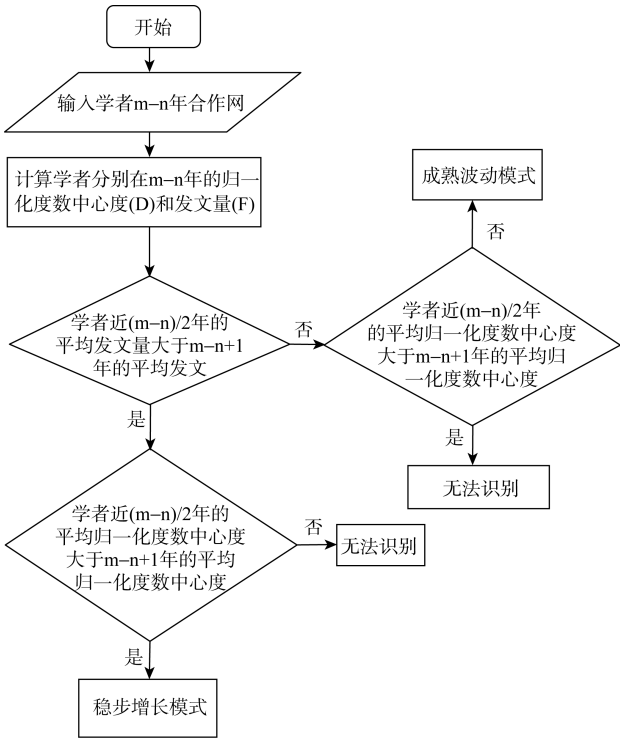 开始
输入学者m−n年合作网
计算学者分别在m−n年的归一
化度数中心度(D)和发文量(F)
学者近(m−n)/2年的
平均发文量大于m−n+1
年的平均发文
否
学者近(m−n)/2年
的平均归一化度数中心度
大于m−n+1年的平均归
一化度数中心度
否
成熟波动模式
是
无法识别
是
学者近(m−n)/2年的
平均归一化度数中心度
大于m−n+1年的平均
归一化度数中心度
否
无法识别
是
稳步增长模式